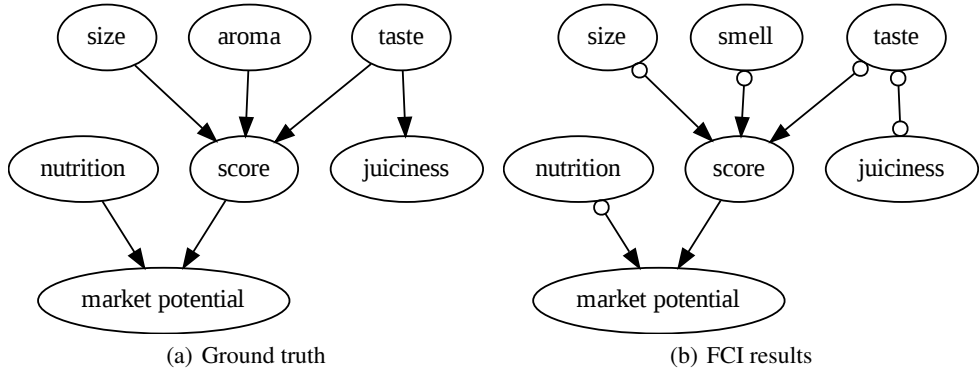 size aroma taste
nutrition score juiciness
market potential
(a) Ground truth
size smell taste
nutrition score juiciness
market potential
(b) FCI results